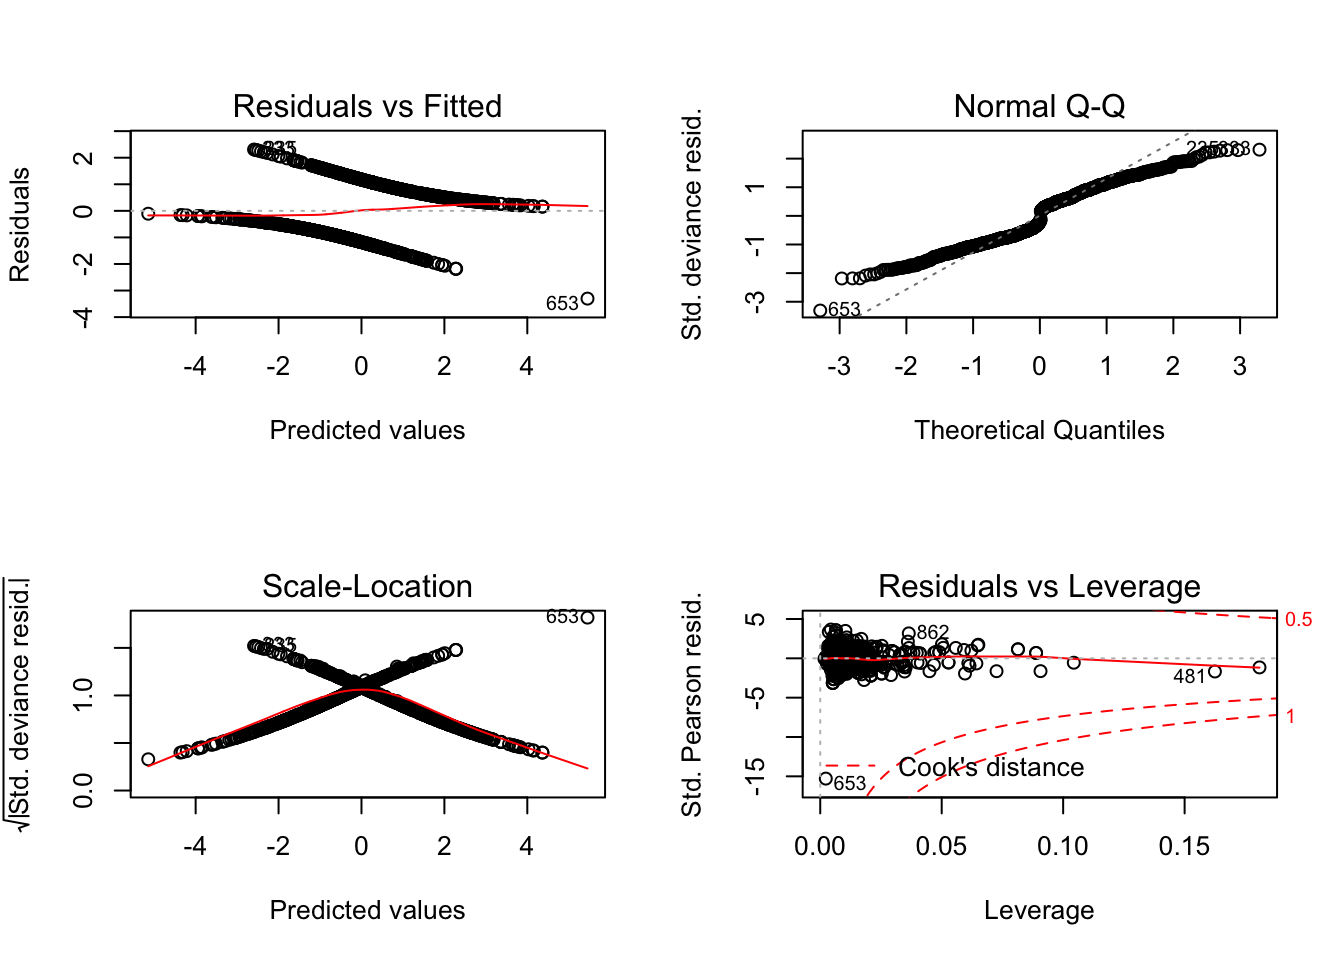 Residuals vs Fitted
Residuals
2
0
-2
-4
653
-4 -2 0 2 4
Predicted values
Normal Q-Q
Std. deviance resid.
1
-1
-3
653
-3 -2 -1 0 1 2 3
Theoretical Quantiles
Scale-Location
√|Std. deviance resid.|
1.0
0.0
653
-4 -2 0 2 4
Predicted values
Residuals vs Leverage
Std. Pearson resid.
5
-5
-15
862
481
653
0.5
1
Cook's distance
0.00 0.05 0.10 0.15
Leverage